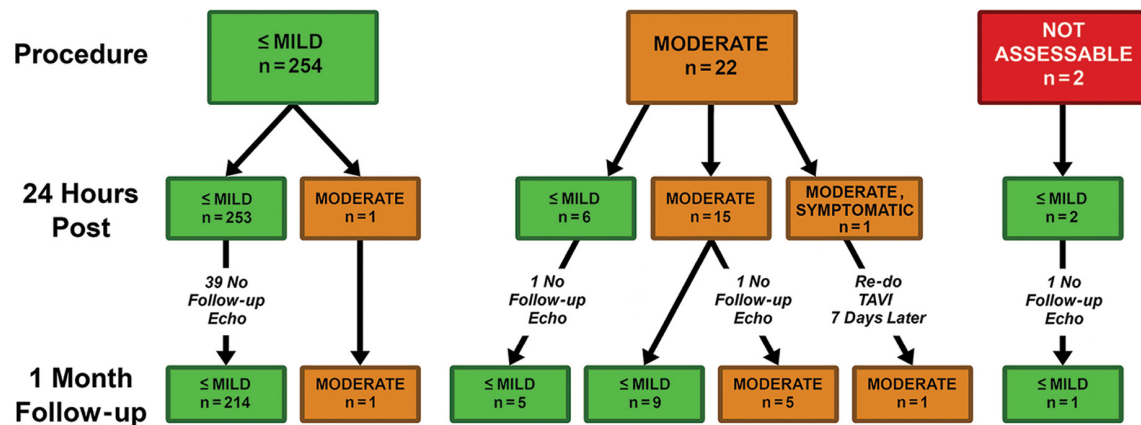 Procedure
≤ MILD
n = 254
MODERATE
n = 22
NOT
ASSESSABLE
n = 2
24 Hours
Post
≤ MILD
n = 253
MODERATE
n = 1
≤ MILD
n = 6
MODERATE
n = 15
MODERATE ,
SYMPTOMATIC
n = 1
≤ MILD
n = 2
39 No
Follow-up
Echo
1 No
Follow-up
Echo
1 No
Follow-up
Echo
Re-do
TAVI
7 Days Later
1 No
Follow-up
Echo
1 Month
Follow-up
≤ MILD
n = 214
MODERATE
n = 1
≤ MILD
n = 5
≤ MILD
n = 9
MODERATE
n = 5
MODERATE
n = 1
≤ MILD
n = 1